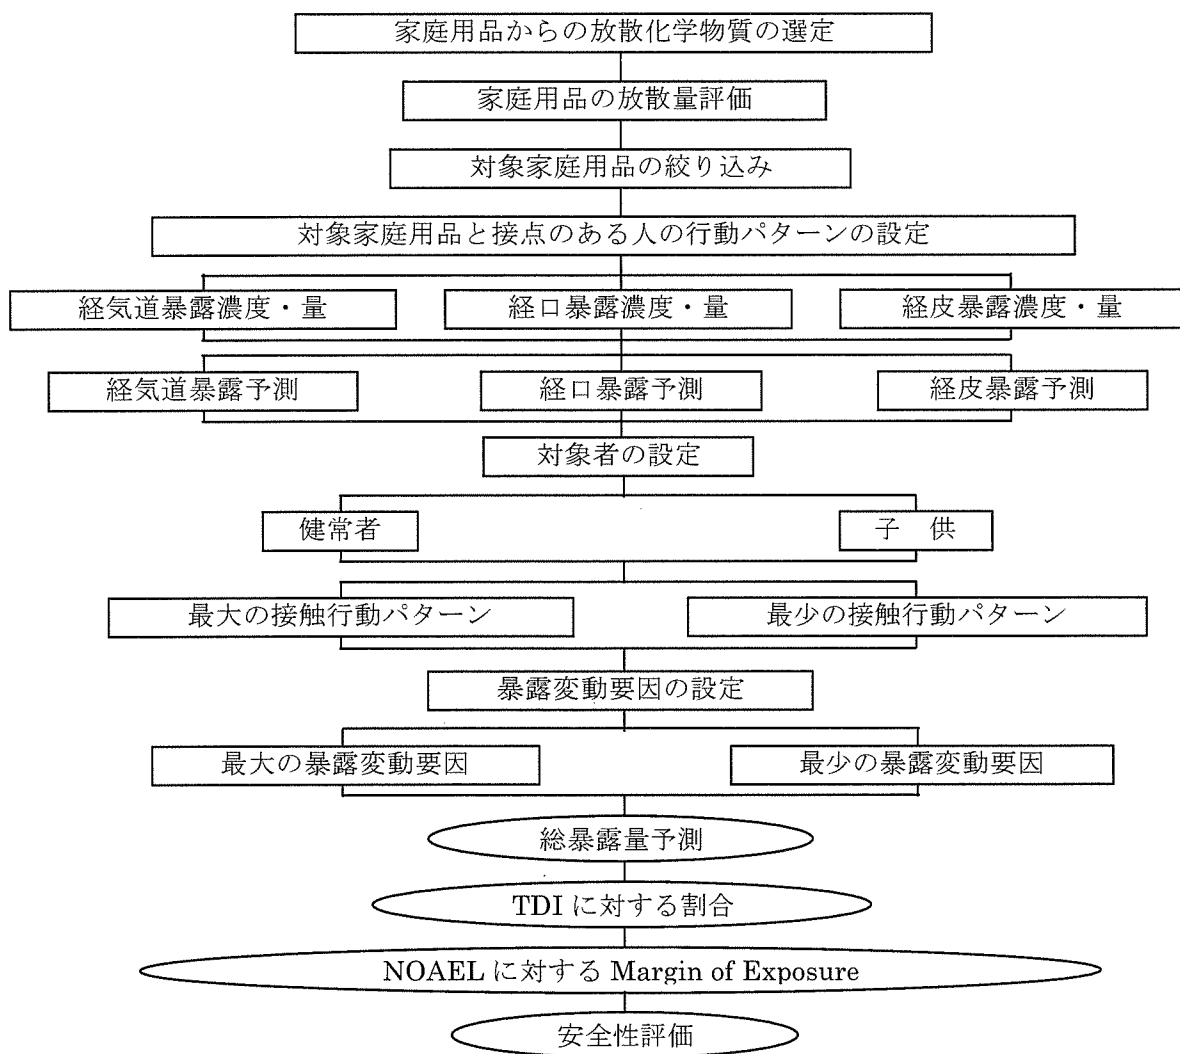 家庭用品からの放散化学物質の選定
家庭用品の放散量評価
対象家庭用品の絞り込み
対象家庭用品と接点のある人の行動パターンの設定
経気道暴露濃度・量
経口暴露濃度・量
経皮暴露濃度・量
経気道暴露予測
経口暴露予測
経皮暴露予測
対象者の設定
健常者
子 供
最大の接触行動パターン
最少の接触行動パターン
暴露変動要因の設定
最大の暴露変動要因
最少の暴露変動要因
総暴露量予測
TDI に対する割合
NOAEL に対する Margin of Exposure
安全性評価